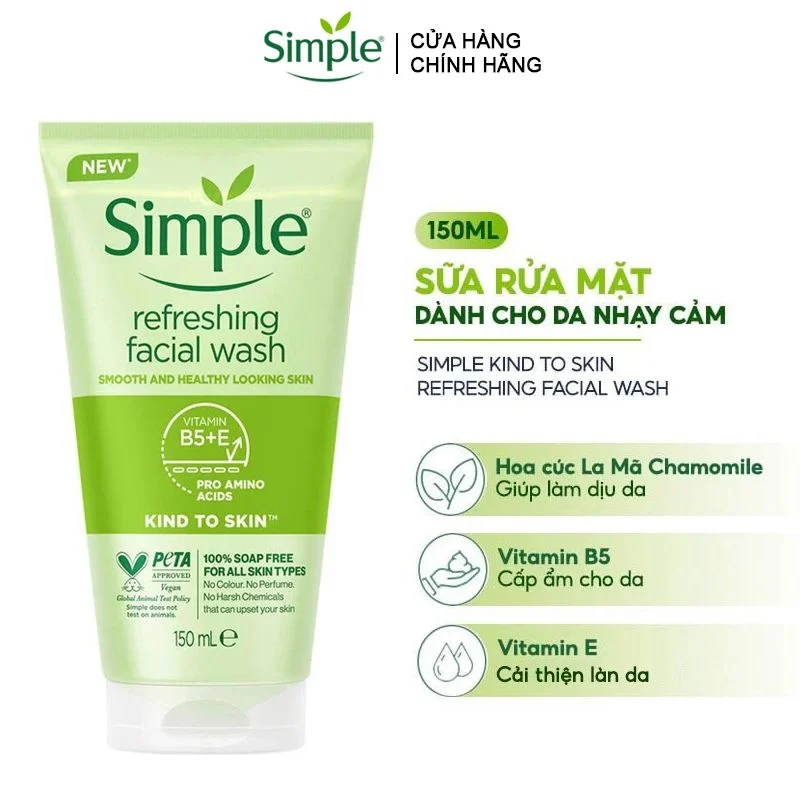 Simple®
CỬA HÀNG
CHÍNH HÃNG
NEW*
Simple®
refreshing
facial wash
SMOOTH AND HEALTHY LOOKING SKIN
VITAMIN
B5+E
PRO AMINO
ACIDS
KIND TO SKIN™
PeTA
APPROVED
Vegan
Global Animal Test Policy
Simple does not
test on animals.
100% SOAP FREE
FOR ALL SKIN TYPES
No Colour. No Perfume.
No Harsh Chemicals
that can upset your skin
150 mL℮
150ML
SỮA RỬA MẶT
DÀNH CHO DA NHẠY CẢM
SIMPLE KIND TO SKIN
REFRESHING FACIAL WASH
Hoa cúc La Mã Chamomile
Giúp làm dịu da
Vitamin B5
Cấp ẩm cho da
Vitamin E
Cải thiện làn da